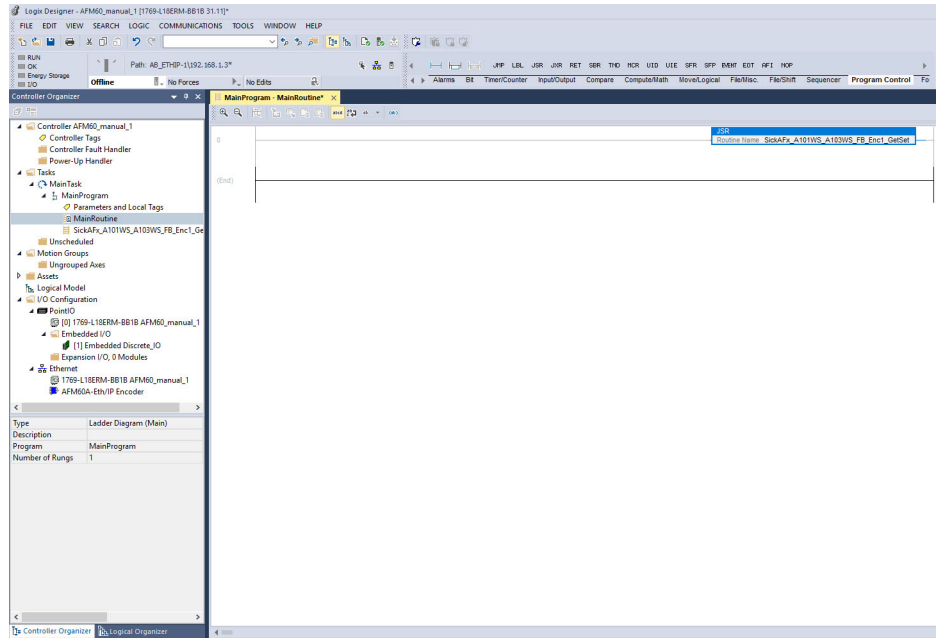 Logix Designer - AFM60_manual_1 [1769-L18ERM-BB1B 31.11]*
FILE EDIT VIEW SEARCH LOGIC COMMUNICATIONS TOOLS WINDOW HELP
RUN
OK
Energy Storage
I/O
Path: AB_ETHIP-1\192.168.1.3*
Offline
No Forces
No Edits
JMP LBL JSR JXR RET SBR TND MCR UID UIE SFR SFP EVENT EOT AFI NOP
Alarms Bit Timer/Counter Input/Output Compare Compute/Math Move/Logical File/Misc. File/Shift Sequencer Program Control Fo
Controller Organizer
MainProgram - MainRoutine*
Controller AFM60_manual_1
Controller Tags
Controller Fault Handler
Power-Up Handler
Tasks
MainTask
MainProgram
Parameters and Local Tags
MainRoutine
SickAFx_A101WS_A103WS_FB_Enc1_Ge
Unscheduled
Motion Groups
Ungrouped Axes
Assets
Logical Model
I/O Configuration
PointIO
[0] 1769-L18ERM-BB1B AFM60_manual_1
Embedded I/O
[1] Embedded Discrete_IO
Expansion I/O, 0 Modules
Ethernet
1769-L18ERM-BB1B AFM60_manual_1
AFM60A-Eth/IP Encoder
Type Ladder Diagram (Main)
Description
Program MainProgram
Number of Rungs 1
Controller Organizer Logical Organizer
0
JSR
Routine Name SickAFx_A101WS_A103WS_FB_Enc1_GetSet
(End)